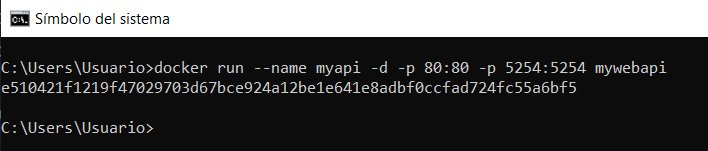 Símbolo del sistema
C:\Users\Usuario>docker run --name myapi -d -p 80:80 -p 5254:5254 mywebapi
e510421f1219f47029703d67bce924a12be1e641e8adbf0ccfad724fc55a6bf5
C:\Users\Usuario>